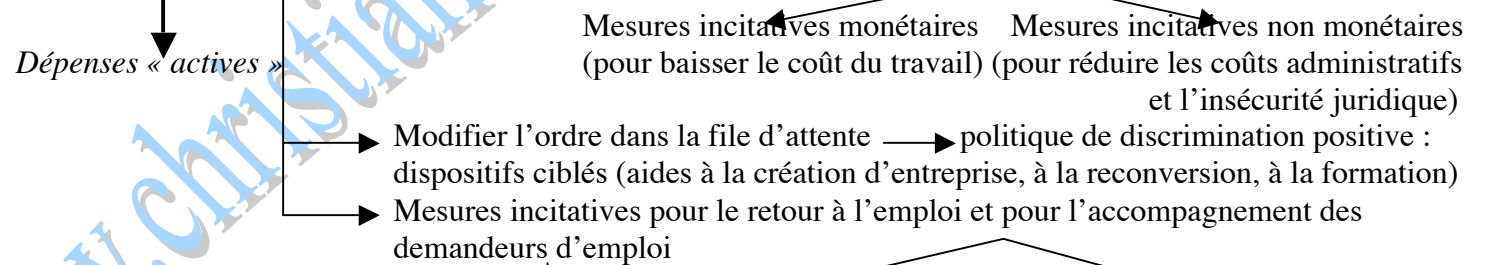 Mesures incitatives monétaires Mesures incitatives non monétaires
Dépenses « actives » (pour baisser le coût du travail) (pour réduire les coûts administratifs
et l’insécurité juridique)
Modifier l’ordre dans la file d’attente politique de discrimination positive :
dispositifs ciblés (aides à la création d’entreprise, à la reconversion, à la formation)
Mesures incitatives pour le retour à l’emploi et pour l’accompagnement des
demandeurs d’emploi